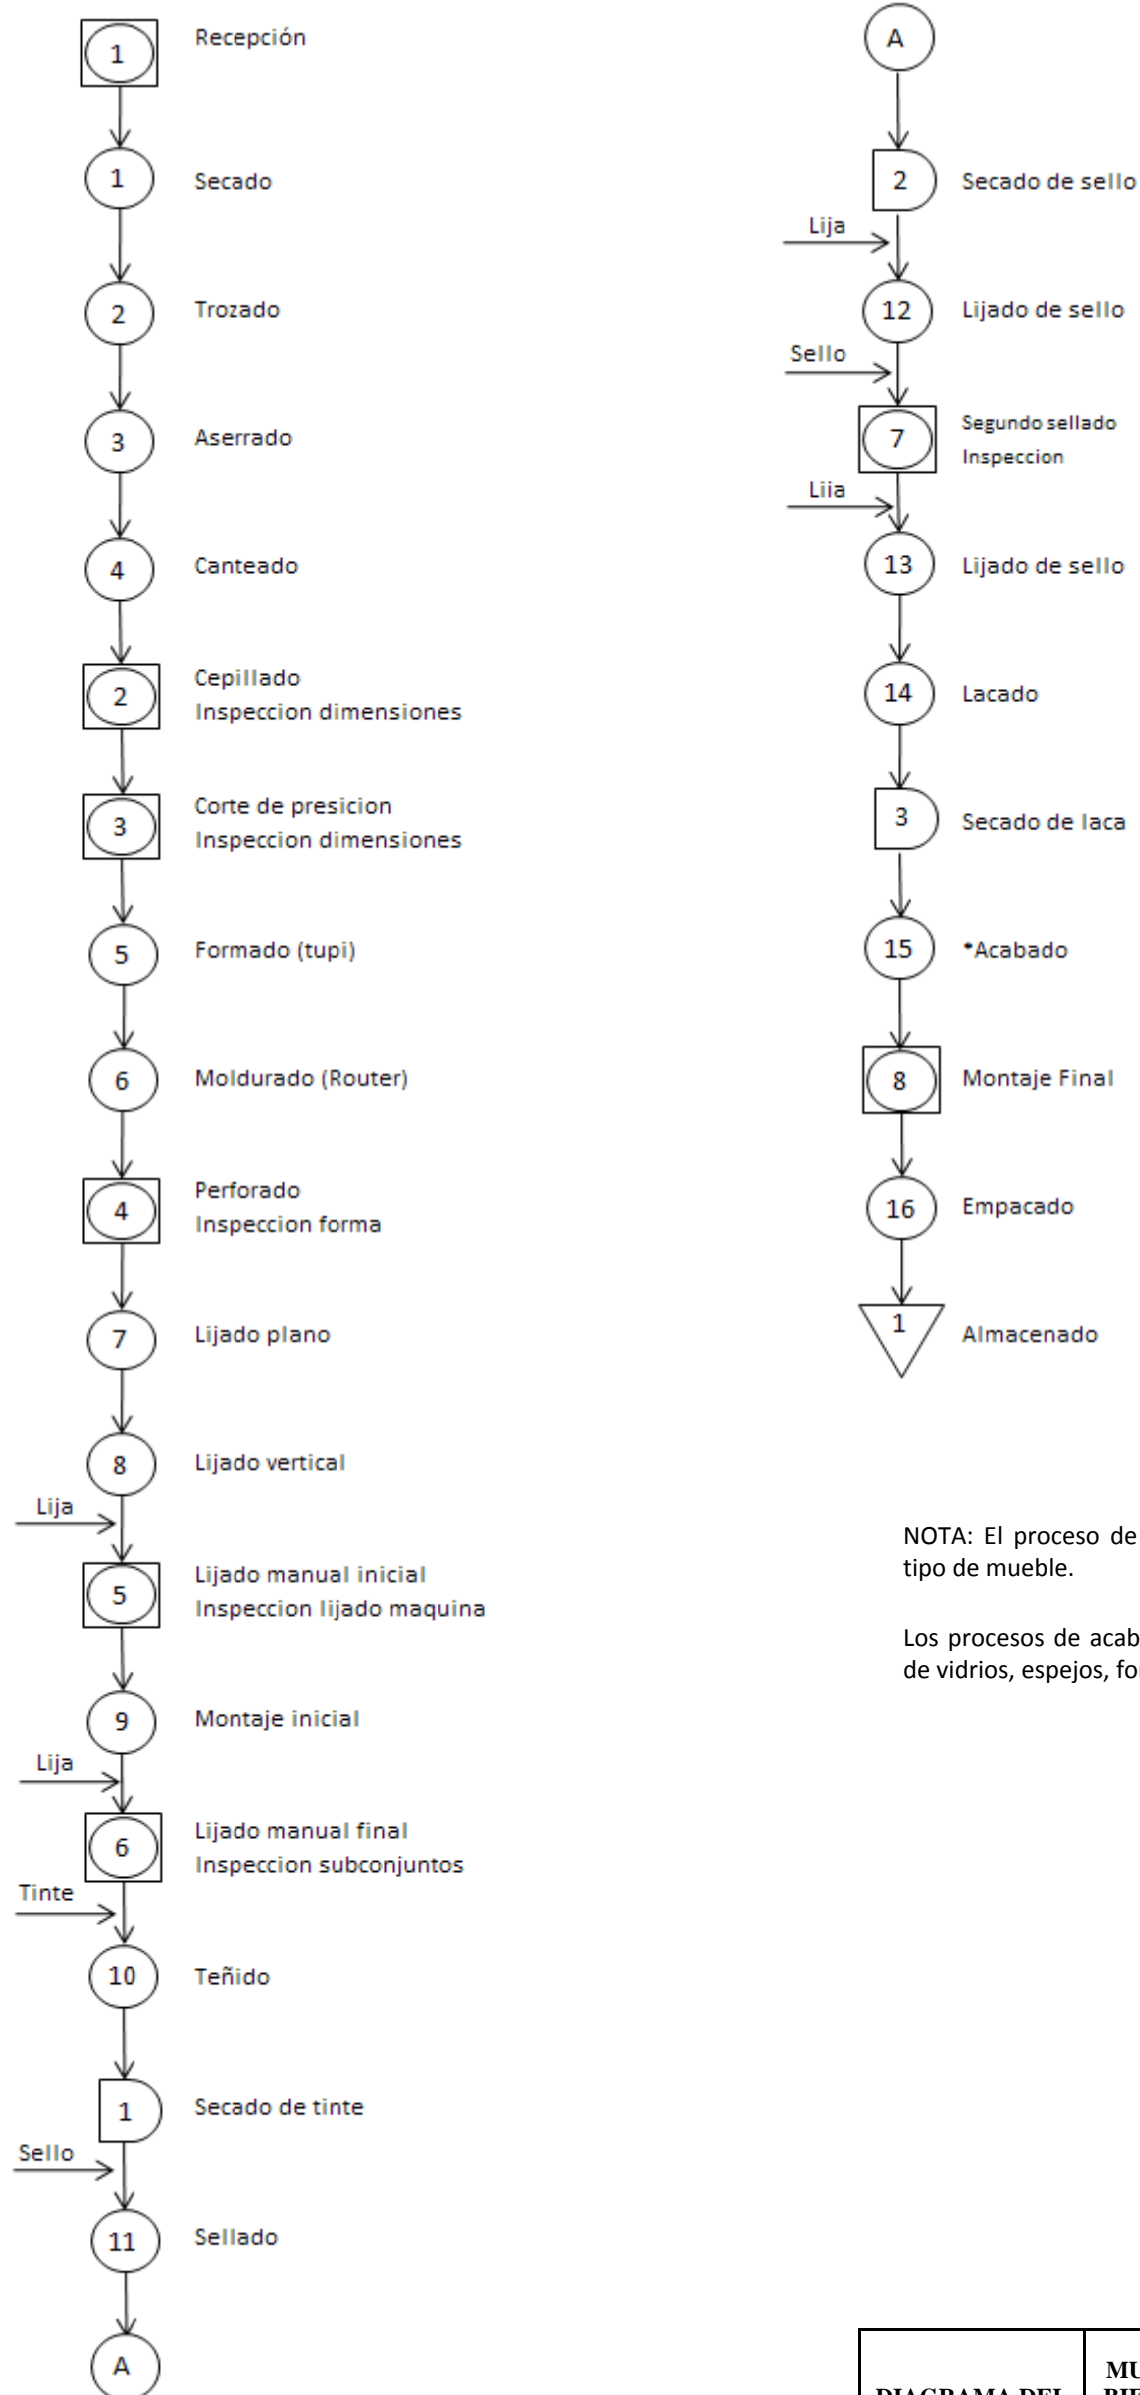 1 Recepción
1 Secado
2 Trozado
3 Aserrado
4 Canteado
2 Cepillado
Inspeccion dimensiones
3 Corte de presicion
Inspeccion dimensiones
5 Formado (tupi)
6 Moldurado (Router)
4 Perforado
Inspeccion forma
7 Lijado plano
8 Lijado vertical
Lija
5 Lijado manual inicial
Inspeccion lijado maquina
9 Montaje inicial
Lija
6 Lijado manual final
Inspeccion subconjuntos
Tinte
10 Teñido
1 Secado de tinte
Sello
11 Sellado
A
A
2 Secado de sello
Lija
12 Lijado de sello
Sello
7 Segundo sellado
Inspeccion
Liia
13 Lijado de sello
14 Lacado
3 Secado de laca
15 *Acabado
8 Montaje Final
16 Empacado
1 Almacenado
NOTA: El proceso de
tipo de mueble.
Los procesos de acab
de vidrios, espejos, for
DIAGRAMA DEL
MU